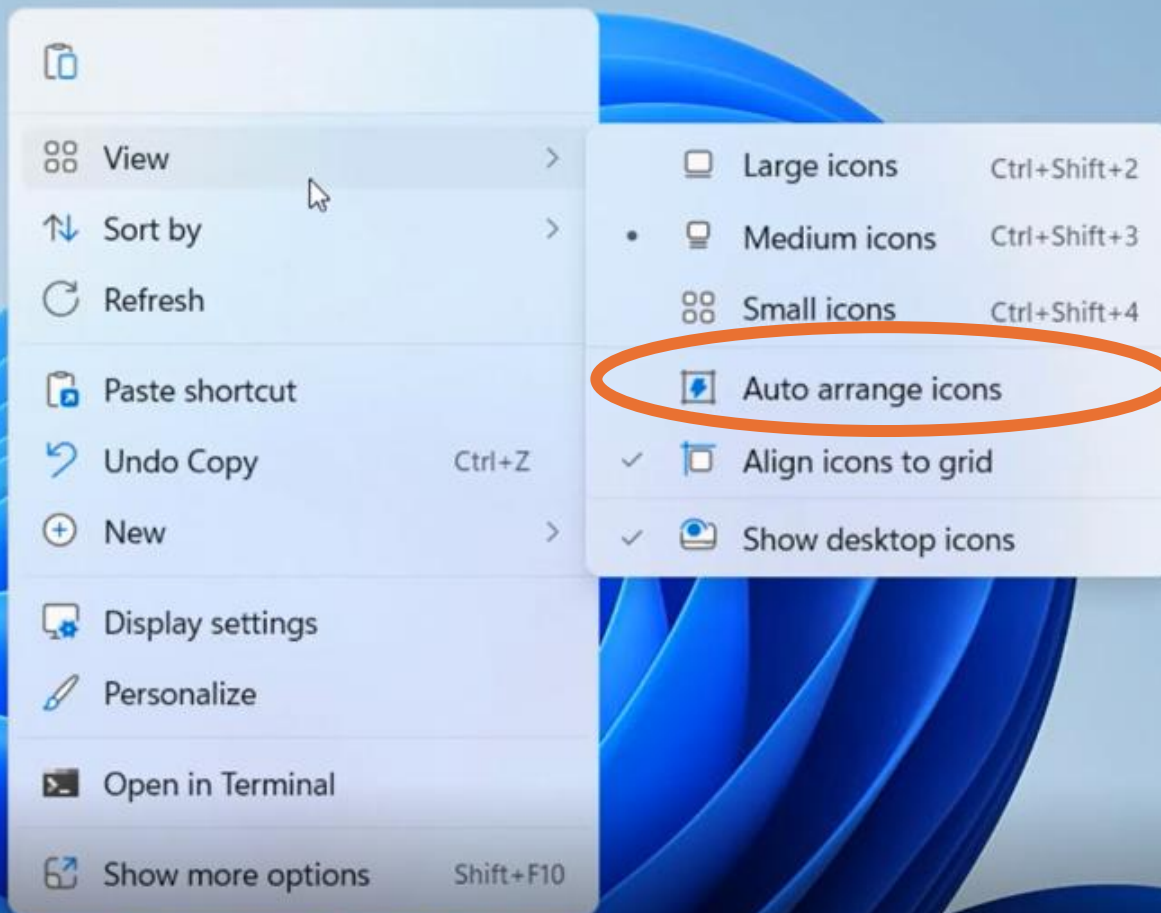 View
Sort by
Refresh
Paste shortcut
Undo Copy Ctrl+Z
New
Display settings
Personalize
Open in Terminal
Show more options Shift+F10
Large icons Ctrl+Shift+2
Medium icons Ctrl+Shift+3
Small icons Ctrl+Shift+4
Auto arrange icons
Align icons to grid
Show desktop icons